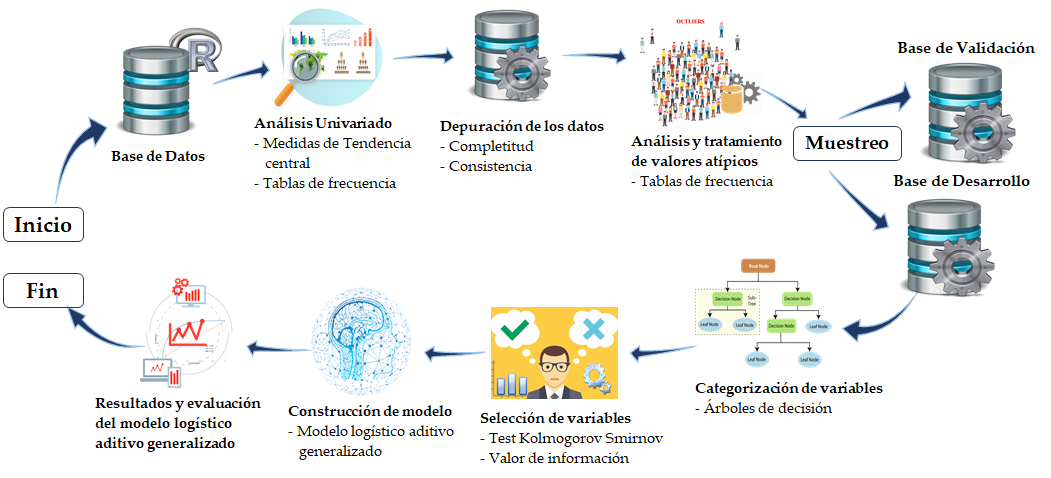 Inicio
R
Base de Datos
Análisis Univariado
- Medidas de Tendencia
central
- Tablas de frecuencia
Depuración de los datos
- Completitud
- Consistencia
OUTLIERS
Análisis y tratamiento
de valores atípicos
- Tablas de frecuencia
Muestreo
Base de Validación
Base de Desarrollo
Root Node
Decision Node
Sub-
Tree
Decision Node
Leaf Node
Leaf Node
Decision Node
Leaf Node
Leaf Node
Leaf Node
Categorización de variables
- Árboles de decisión
Selección de variables
- Test Kolmogorov Smirnov
- Valor de información
Construcción de modelo
- Modelo logístico aditivo
generalizado
Resultados y evaluación
del modelo logístico
aditivo generalizado
Fin